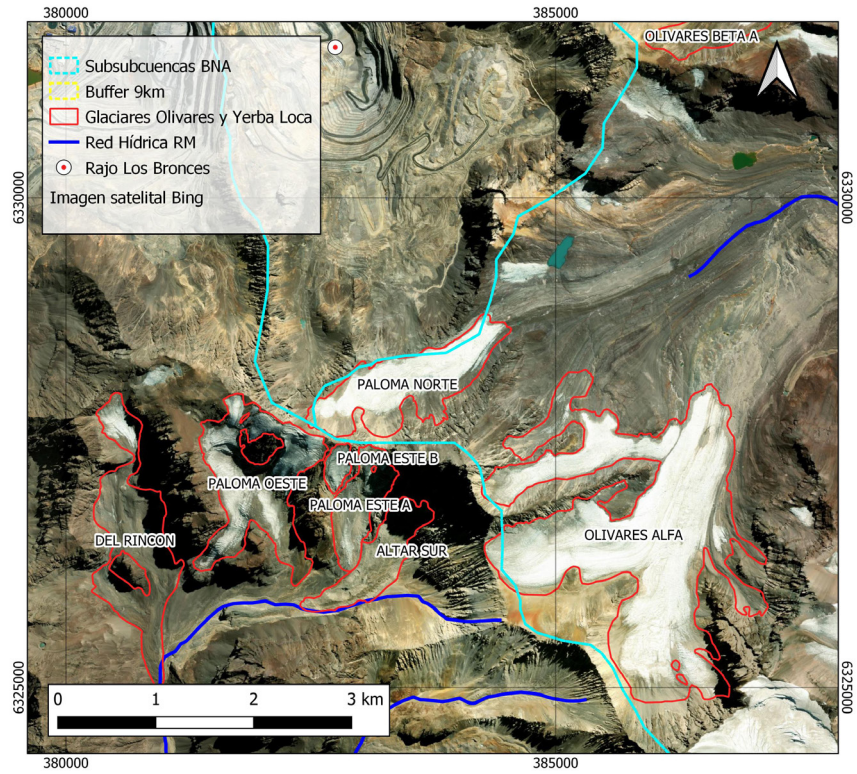 380000
385000
OLIVARES BETA A
Subsubcuencas BNA
Buffer 9km
Glaciares Olivares y Yerba Loca
Red Hídrica RM
Rajo Los Bronces
Imagen satelital Bing
6330000
6330000
PALOMA NORTE
PALOMA ESTE B
PALOMA OESTE
PALOMA ESTE A
DEL RINCON
OLIVARES ALFA
ALTAR SUR
6325000
6325000
0 1 2 3 km
380000
385000